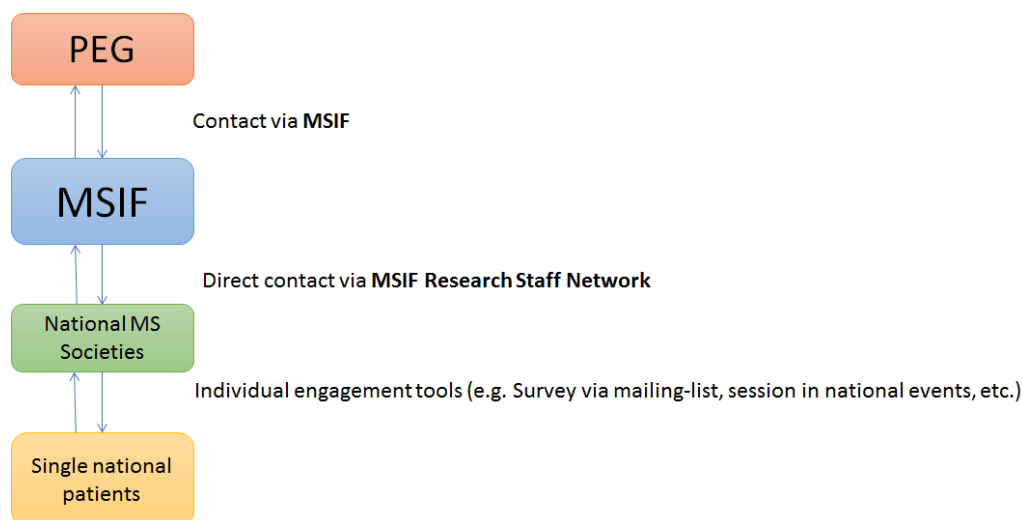 PEG
Contact via MSIF
MSIF
Direct contact via MSIF Research Staff Network
National MS
Societies
Individual engagement tools (e.g. Survey via mailing-list, session in national events, etc.)
Single national
patients